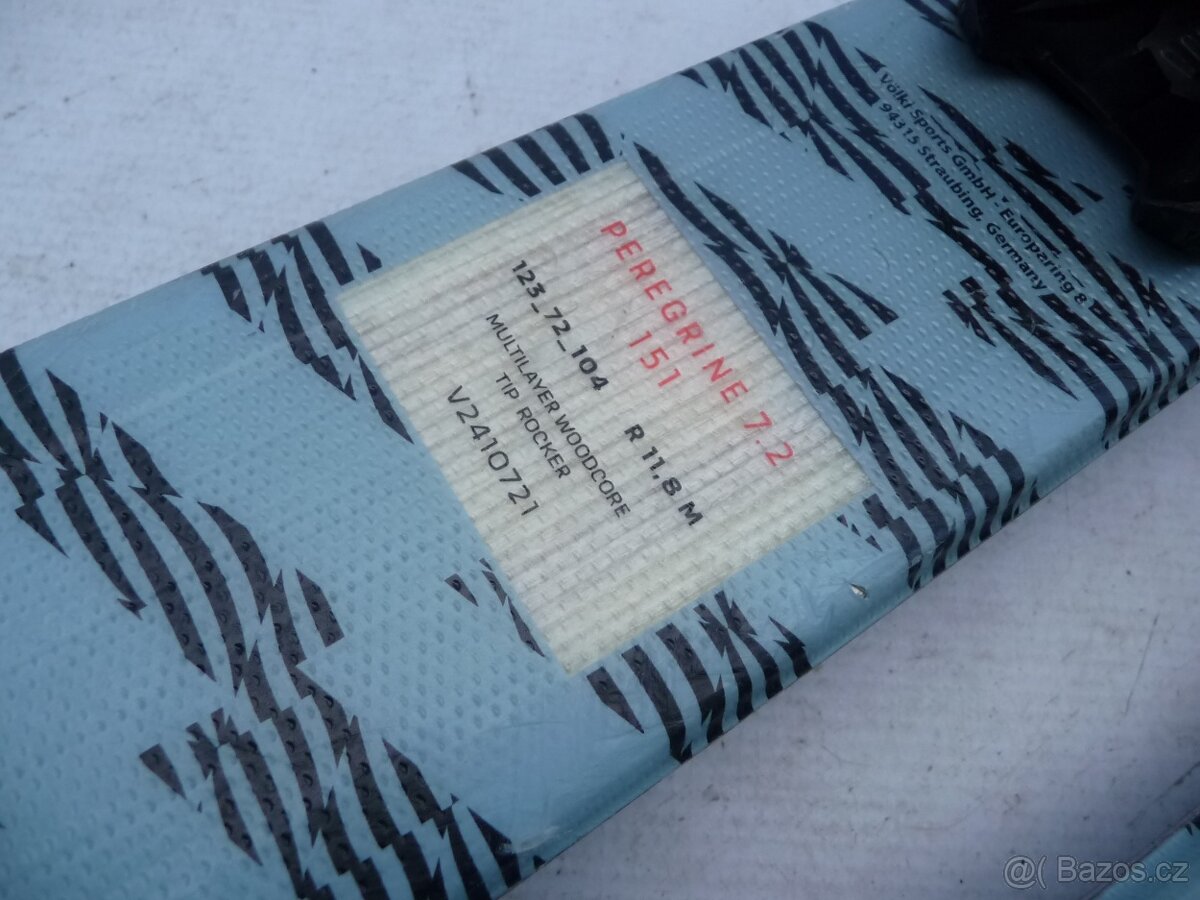 Völkl Sports GmbH - Europaring 8
94315 Straubing, Germany
PEREGRINE 7.2
151
123_72_104 R 11,8 M
MULTILAYER WOODCORE
TIP ROCKER
V2410721
@( Bazos.cz